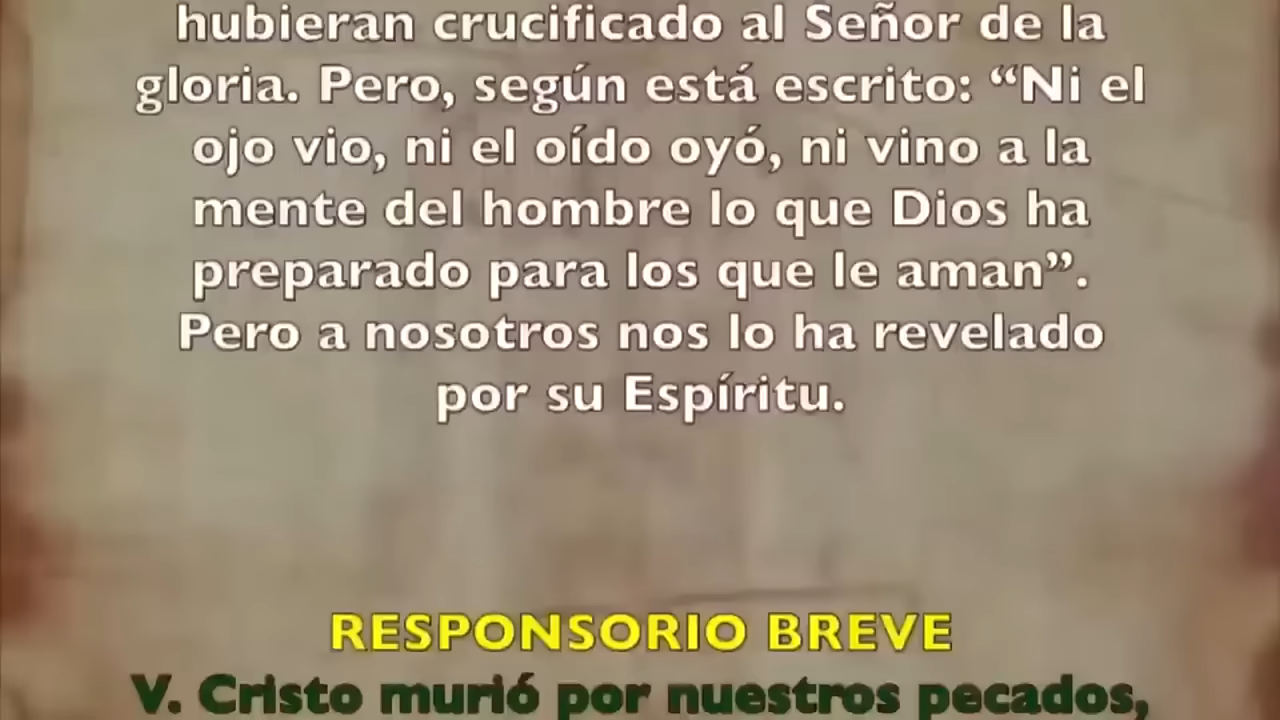 hubieran crucificado al Señor de la
gloria. Pero, según está escrito: “Ni el
ojo vio, ni el oído oyó, ni vino a la
mente del hombre lo que Dios ha
preparado para los que le aman”.
Pero a nosotros nos lo ha revelado
por su Espíritu.
RESPONSORIO BREVE
V. Cristo murió por nuestros pecados,